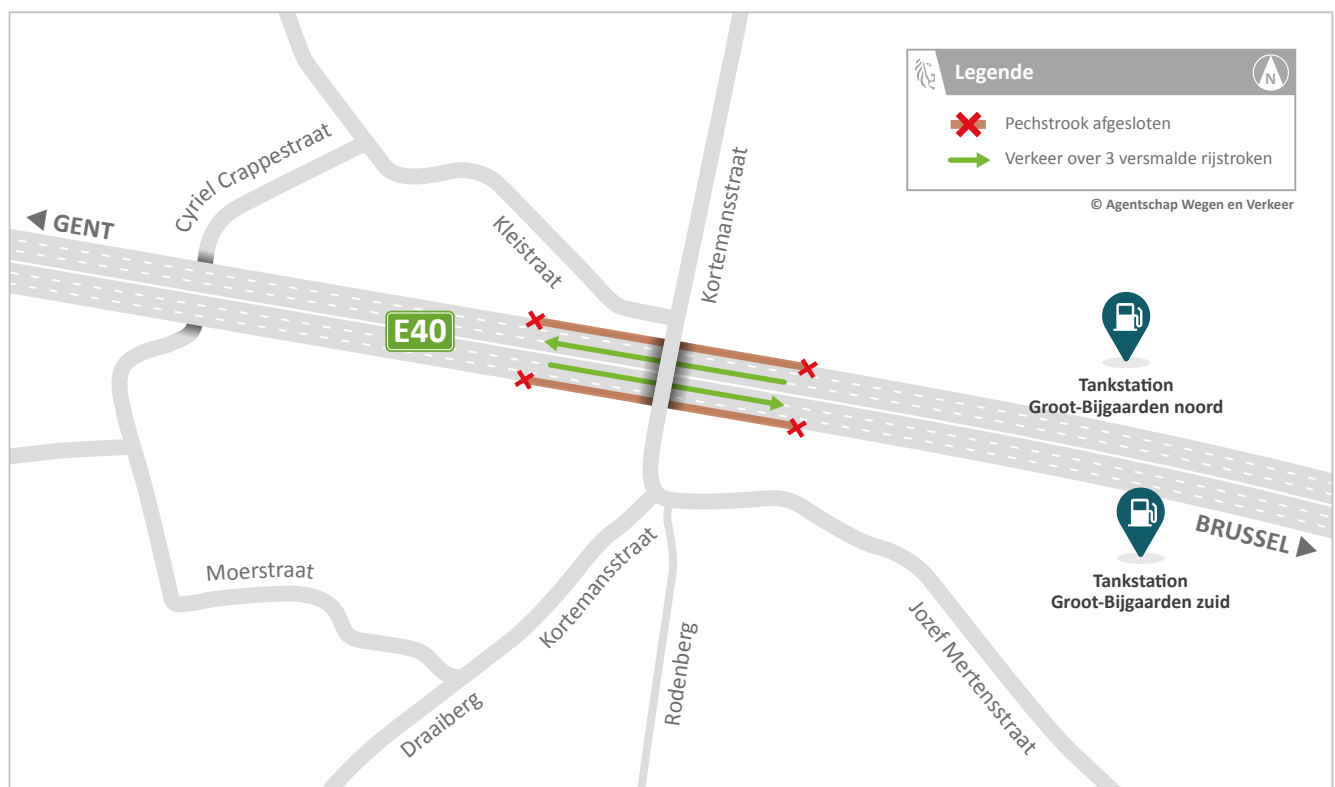 Legende
N
Pechstrook afgesloten
Verkeer over 3 versmalde rijstroken
© Agentschap Wegen en Verkeer
Cyriel Crappestraat
GENT
Kleistraat
Kortemansstraat
E40
Tankstation
Groot-Bijgaarden noord
BRUSSEL
Tankstation
Groot-Bijgaarden zuid
Moerstraat
Kortemansstraat
Rodenberg
Jozef Mertensstraat
Draaiberg